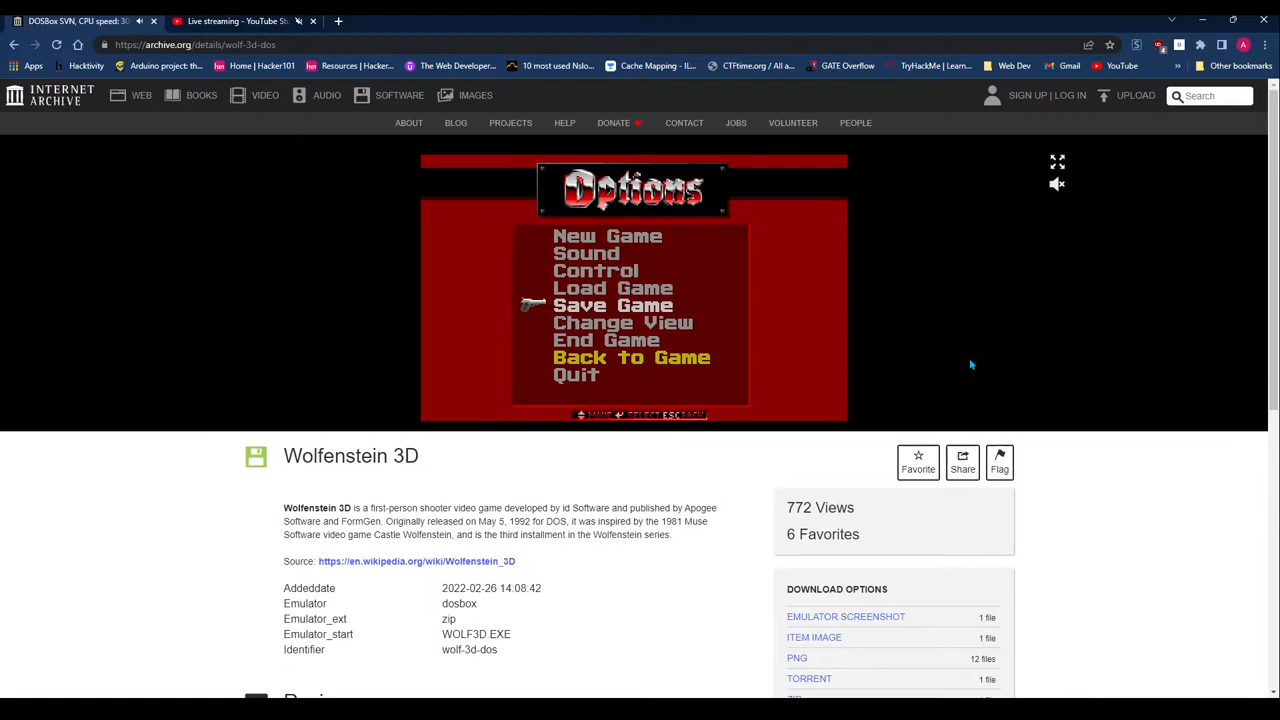 DOSBox SVN, CPU speed: 30
Live streaming - YouTube St
https://archive.org/details/wolf-3d-dos
Apps Hacktivity Arduino project: th... Home | Hacker101 Resources | Hacker... The Web Developer... 10 most used Nslo... Cache Mapping - IL... CTFtime.org / All a... GATE Overflow TryHackMe | Learn... Web Dev Gmail YouTube » Other bookmarks
INTERNET ARCHIVE WEB BOOKS VIDEO AUDIO SOFTWARE IMAGES SIGN UP | LOG IN UPLOAD Search
ABOUT BLOG PROJECTS HELP DONATE CONTACT JOBS VOLUNTEER PEOPLE
Options
New Game
Sound
Control
Load Game
Save Game
Change View
End Game
Back to Game
Quit
MOVE SELECT ESC BACK
Wolfenstein 3D
Favorite Share Flag
Wolfenstein 3D is a first-person shooter video game developed by id Software and published by Apogee
Software and FormGen. Originally released on May 5, 1992 for DOS, it was inspired by the 1981 Muse
Software video game Castle Wolfenstein, and is the third installment in the Wolfenstein series.
Source: https://en.wikipedia.org/wiki/Wolfenstein_3D
Addeddate 2022-02-26 14:08:42
Emulator dosbox
Emulator_ext zip
Emulator_start WOLF3D.EXE
Identifier wolf-3d-dos
772 Views
6 Favorites
DOWNLOAD OPTIONS
EMULATOR SCREENSHOT 1 file
ITEM IMAGE 1 file
PNG 12 files
TORRENT 1 file